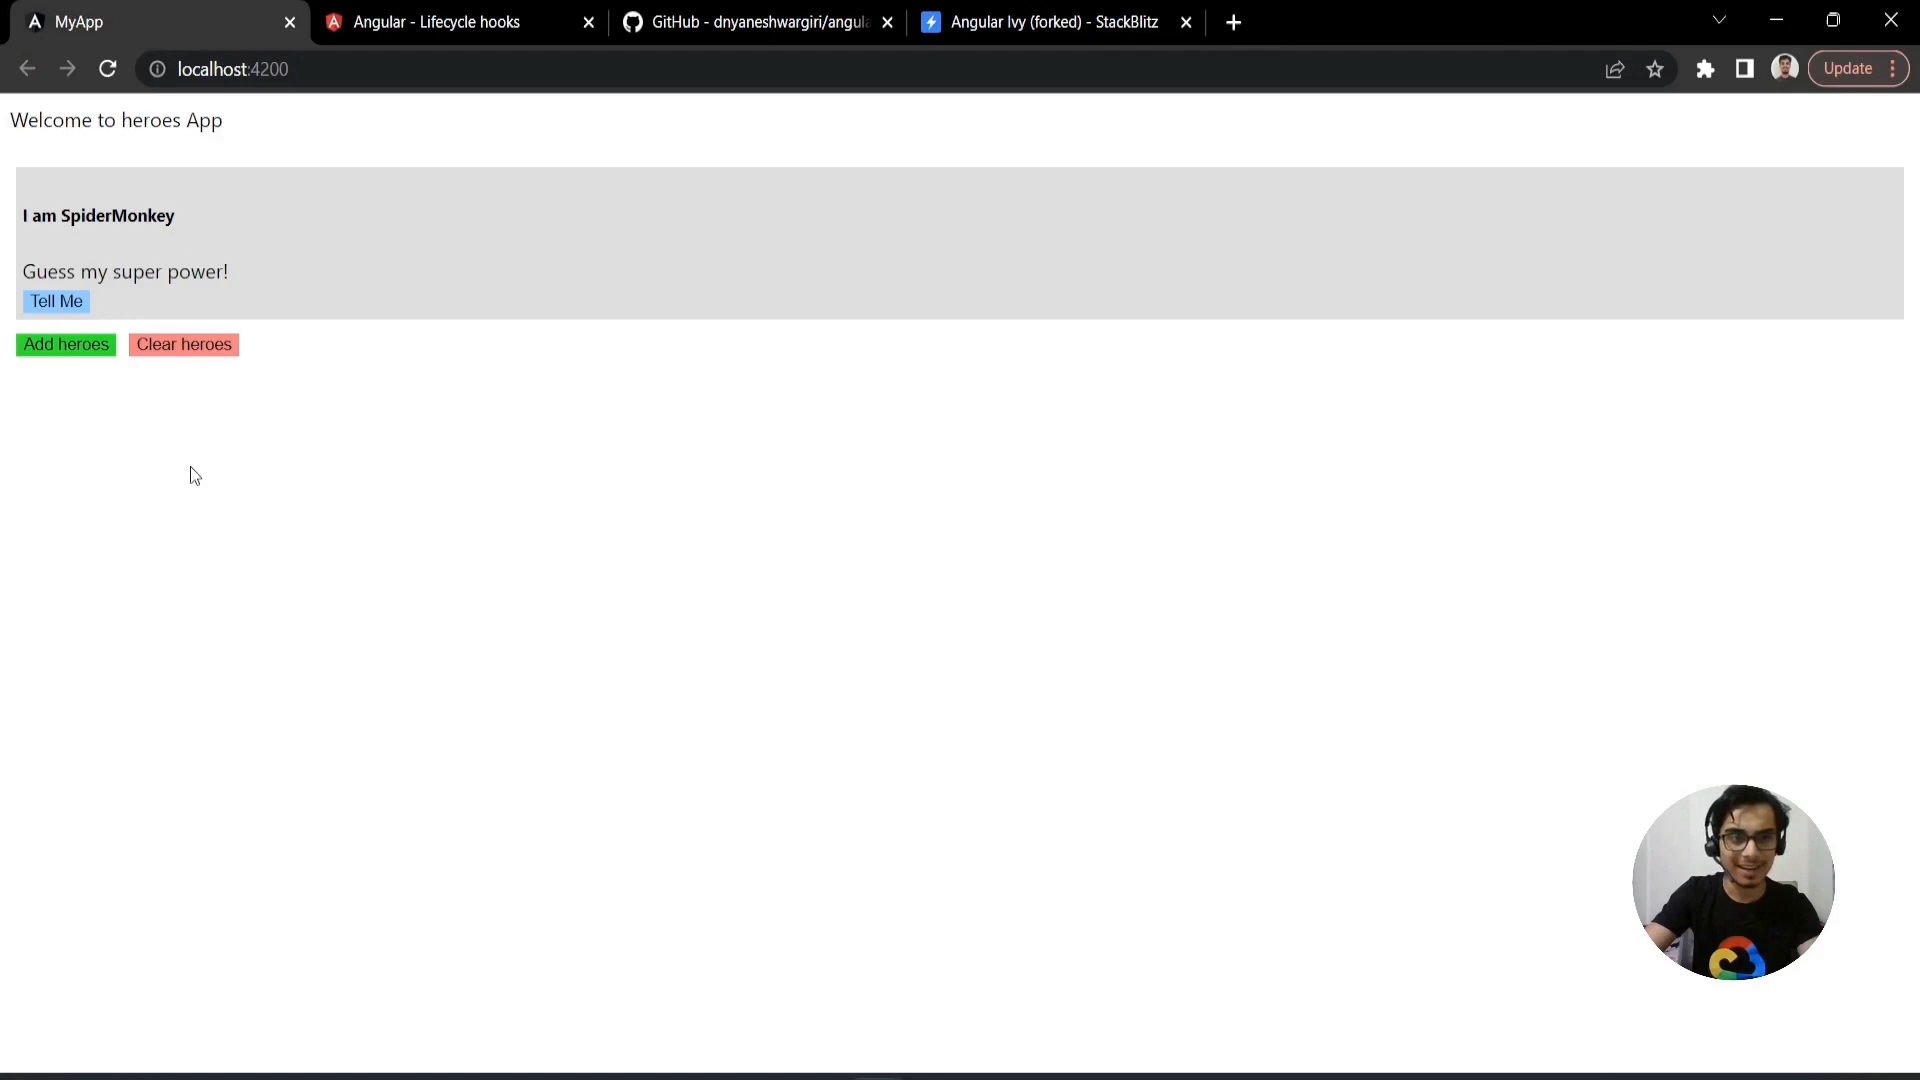 MyApp
Angular - Lifecycle hooks
GitHub - dnyaneshwargiri/angula
Angular Ivy (forked) - StackBlitz
localhost:4200
Update
Welcome to heroes App
I am SpiderMonkey
Guess my super power!
Tell Me
Add heroes
Clear heroes